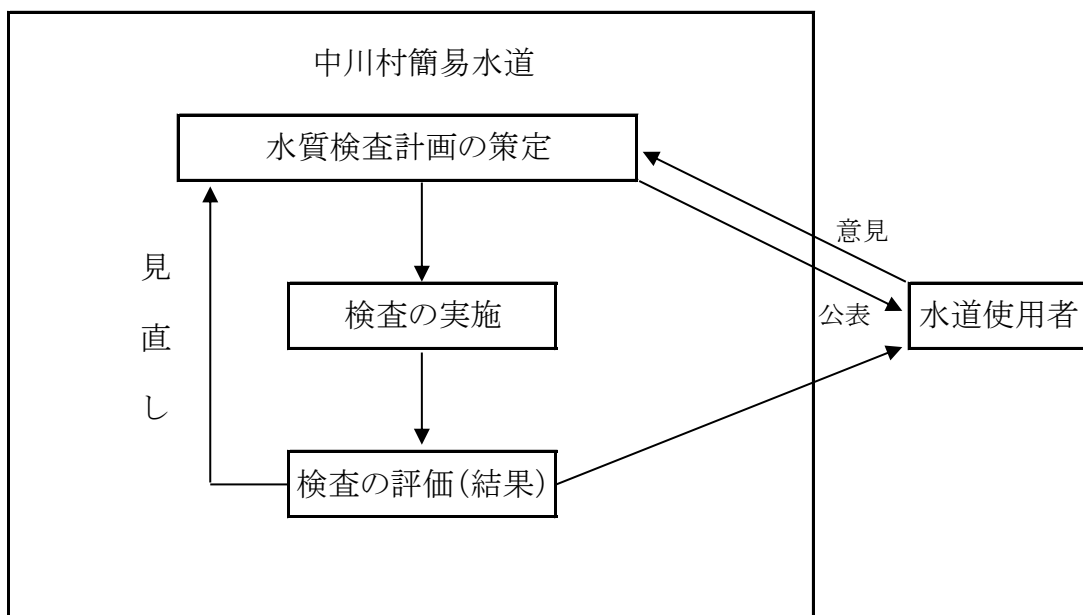 中川村簡易水道
水質検査計画の策定
意見
見直し
検査の実施
公表
水道使用者
検査の評価(結果)